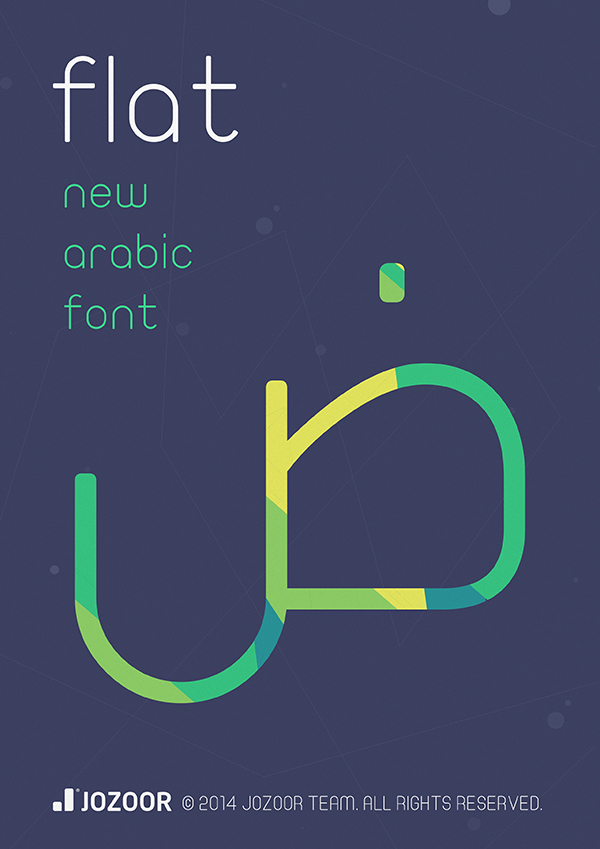 flat
new
arabic
font
ض
JOZOOR © 2014 JOZOOR TEAM. ALL RIGHTS RESERVED.